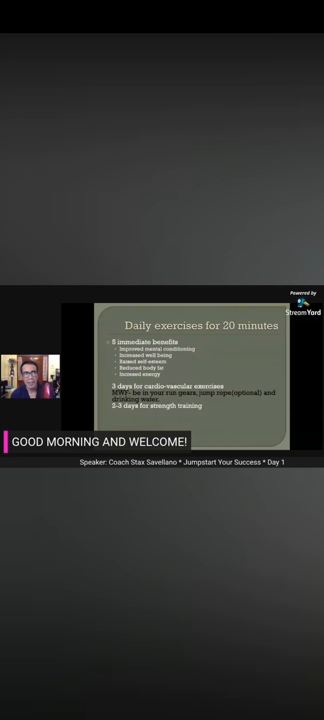 Powered by
StreamYard
Daily exercises for 20 minutes
5 immediate benefits
Improved mental conditioning
Increased well being
Raised self-esteem
Reduced body fat
Increased energy
3 days for cardio-vascular exercises
MWF- be in your run gears, jump rope(optional) and
drinking water.
2-3 days for strength training
GOOD MORNING AND WELCOME!
Speaker: Coach Stax Savellano * Jumpstart Your Success * Day 1